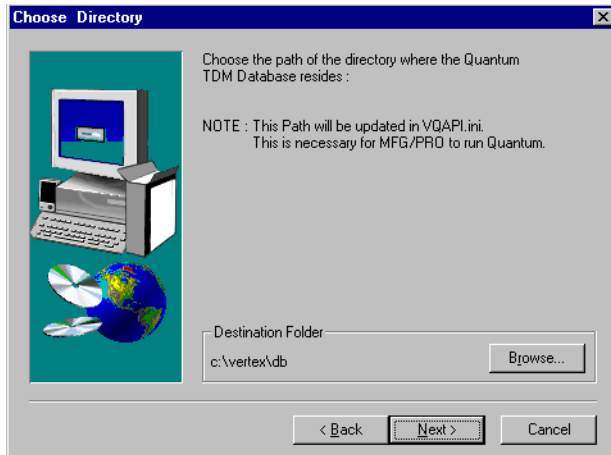 Choose Directory
Choose the path of the directory where the Quantum
TDM Database resides :
NOTE : This Path will be updated in VQAPI.ini.
This is necessary for MFG/PRO to run Quantum.
Destination Folder
c:\vertex\db
Browse...
< Back
Next >
Cancel